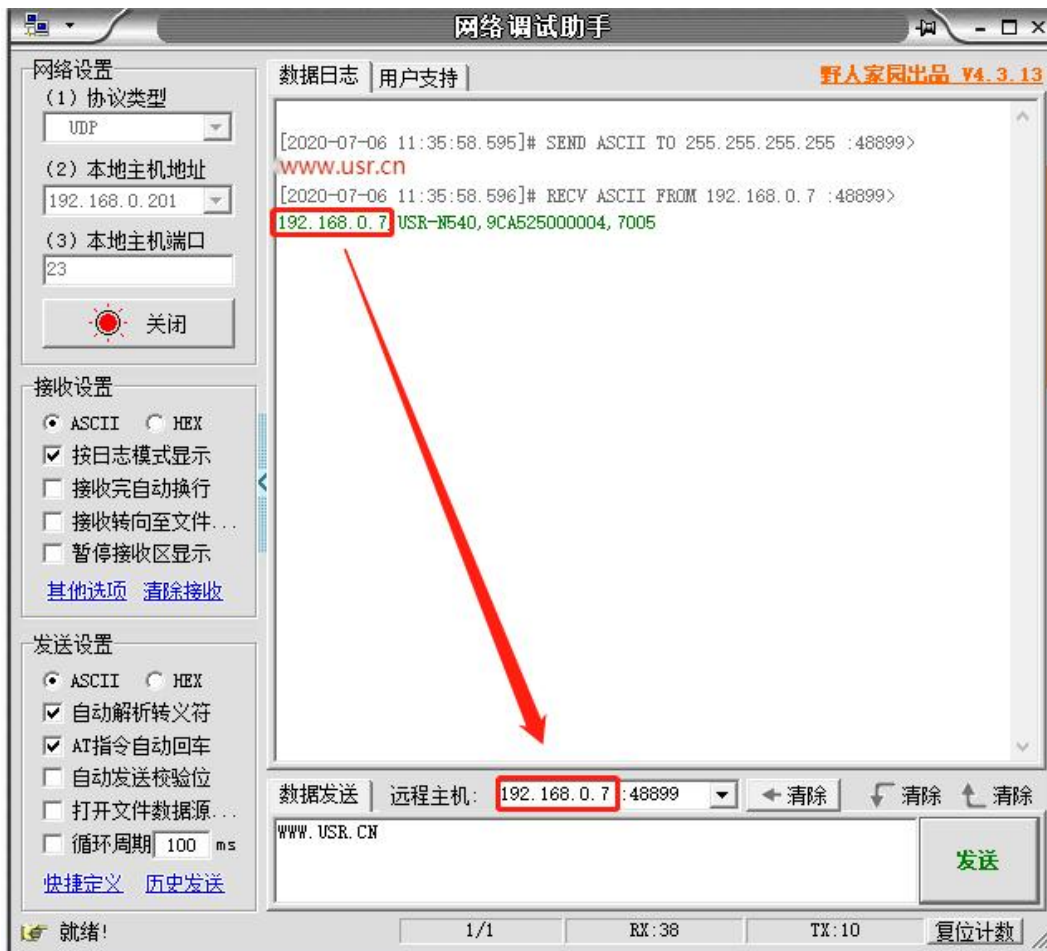 网络调试助手
网络设置
(1) 协议类型
UDP
(2) 本地主机地址
192.168.0.201
(3) 本地主机端口
23
关闭
接收设置
ASCII HEX
按日志模式显示
接收完自动换行
接收转向至文件...
暂停接收区显示
其他选项 清除接收
发送设置
ASCII HEX
自动解析转义符
AT指令自动回车
自动发送校验位
打开文件数据源...
循环周期 100 ms
快捷定义 历史发送
数据日志 用户支持
野人家园出品 V4.3.13
[2020-07-06 11:35:58.595]# SEND ASCII TO 255.255.255.255 :48899>
www.usr.cn
[2020-07-06 11:35:58.596]# RECV ASCII FROM 192.168.0.7 :48899>
192.168.0.7,USR-N540,9CA525000004,7005
数据发送 远程主机: 192.168.0.7 :48899 清除 清除 清除
WWW.USR.CN
发送
就绪! 1/1 RX:38 TX:10 复位计数